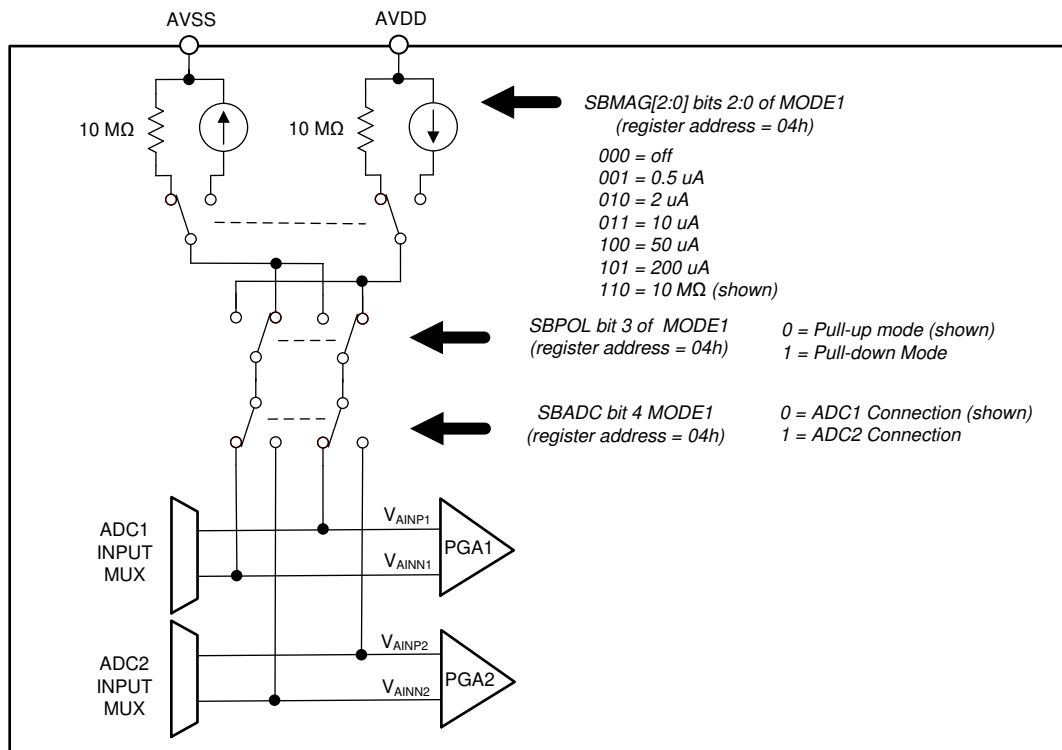 AVSS
AVDD
10 MΩ
10 MΩ
SBMAG[2:0] bits 2:0 of MODE1
(register address = 04h)
000 = off
001 = 0.5 uA
010 = 2 uA
011 = 10 uA
100 = 50 uA
101 = 200 uA
110 = 10 MΩ (shown)
SBPOL bit 3 of MODE1
(register address = 04h)
0 = Pull-up mode (shown)
1 = Pull-down Mode
SBADC bit 4 MODE1
(register address = 04h)
0 = ADC1 Connection (shown)
1 = ADC2 Connection
ADC1
INPUT
MUX
VAINP1
VAINN1
PGA1
ADC2
INPUT
MUX
VAINP2
VAINN2
PGA2